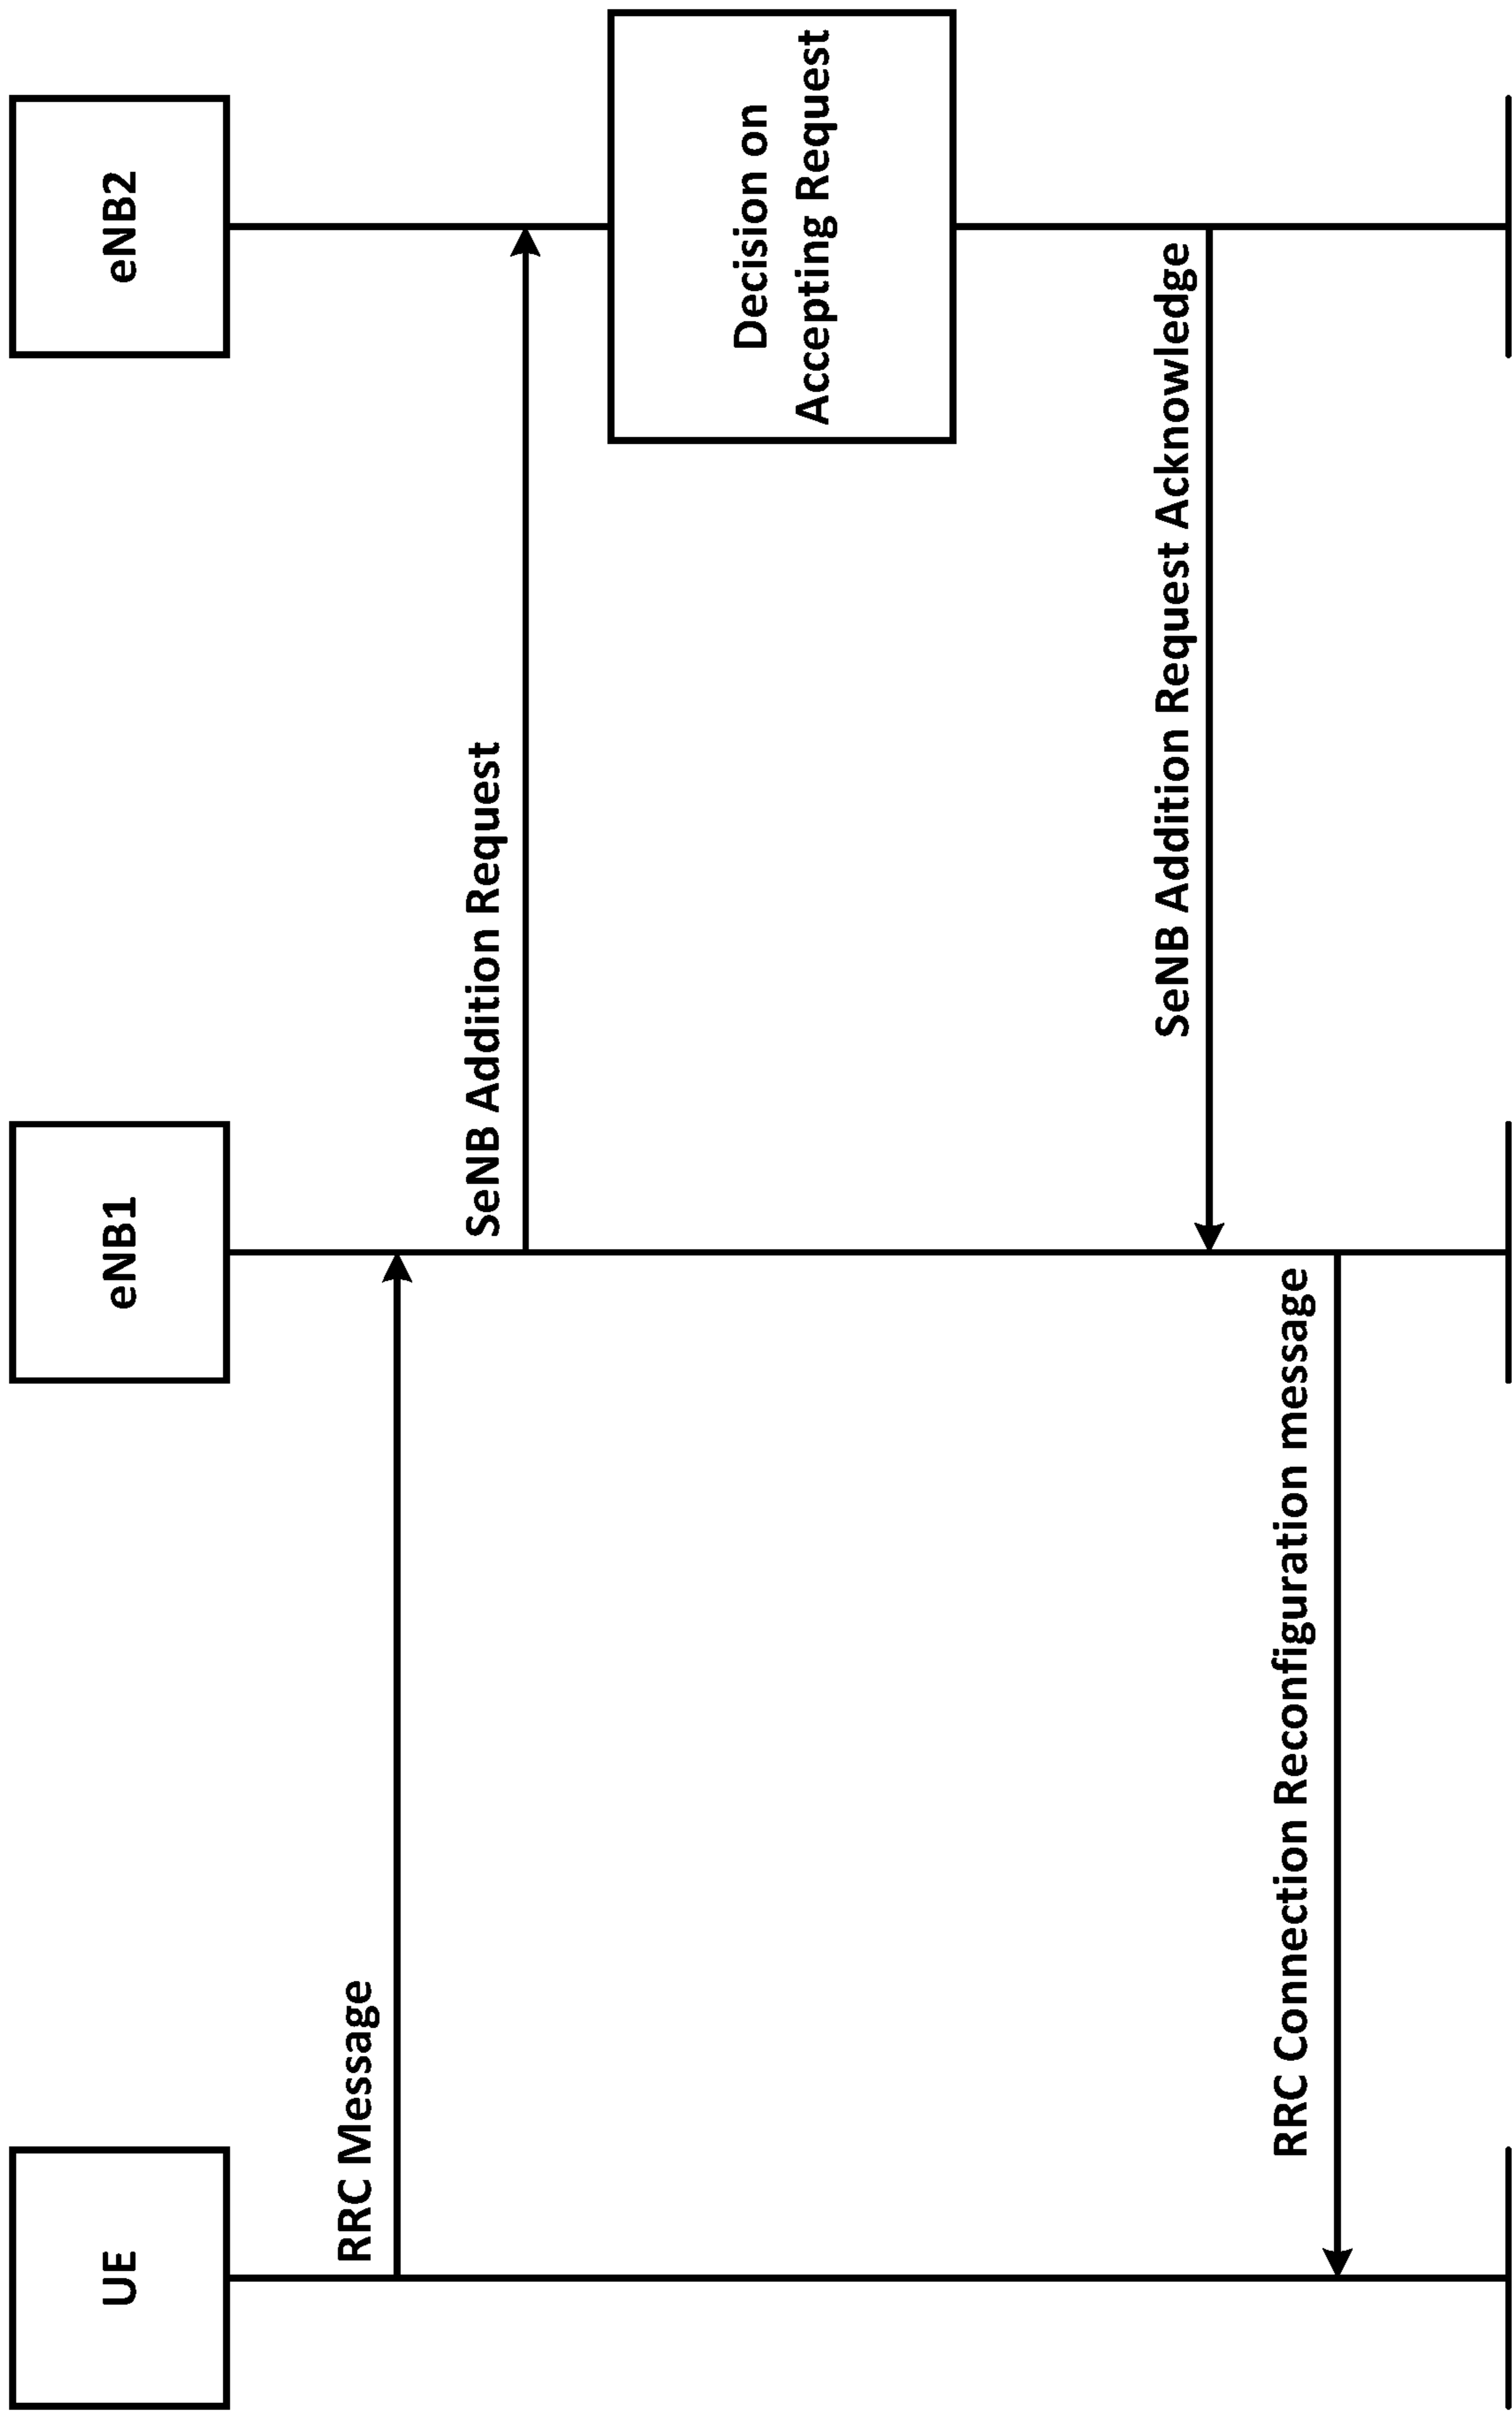 UE
eNB1
eNB2
RRC Message
SeNB Addition Request
Decision on
Accepting Request
SeNB Addition Request Acknowledge
RRC Connection Reconfiguration message